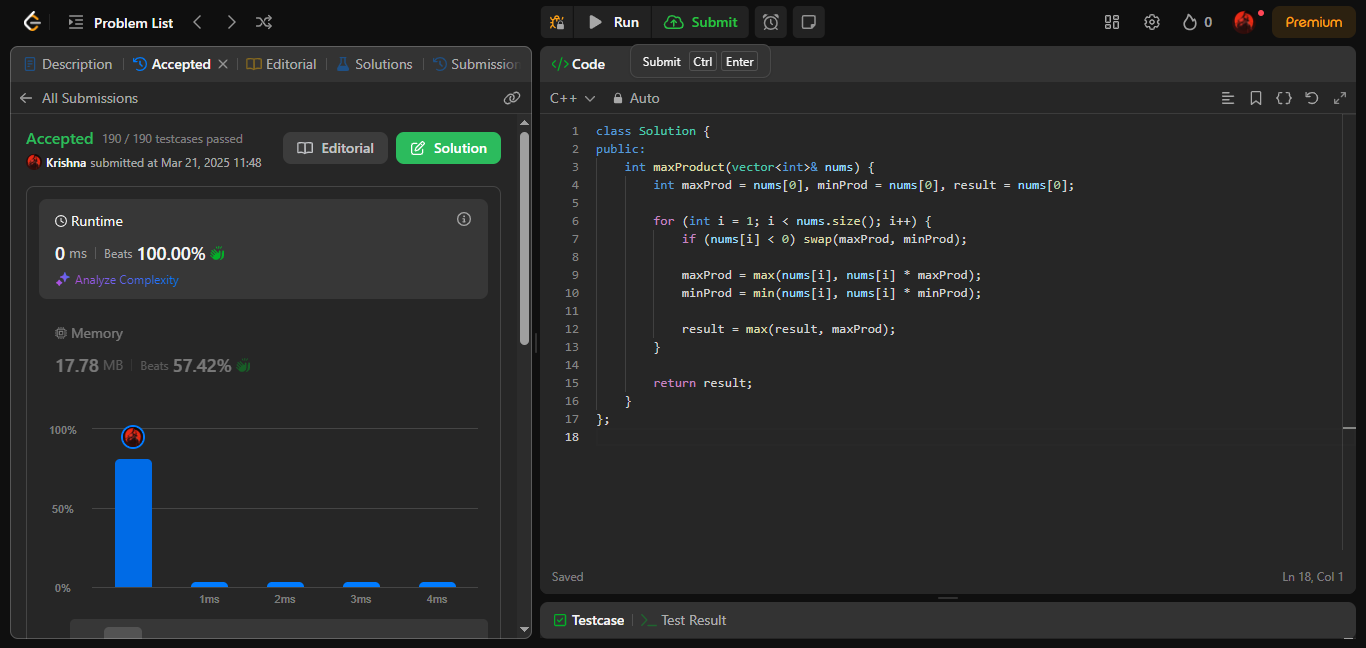 Problem List
Run
Submit
0
Premium
Description
Accepted
Editorial
Solutions
Submission
All Submissions
Accepted 190 / 190 testcases passed
Krishna submitted at Mar 21, 2025 11:48
Editorial
Solution
Runtime
0 ms Beats 100.00%
Analyze Complexity
Memory
17.78 MB Beats 57.42%
100%
50%
0%
1ms 2ms 3ms 4ms
</> Code
Submit Ctrl Enter
C++ Auto
1 class Solution {
2 public:
3     int maxProduct(vector<int>& nums) {
4         int maxProd = nums[0], minProd = nums[0], result = nums[0];
5
6         for (int i = 1; i < nums.size(); i++) {
7             if (nums[i] < 0) swap(maxProd, minProd);
8
9             maxProd = max(nums[i], nums[i] * maxProd);
10             minProd = min(nums[i], nums[i] * minProd);
11
12             result = max(result, maxProd);
13         }
14
15         return result;
16     }
17 };
18
Saved
Ln 18, Col 1
Testcase
>_ Test Result